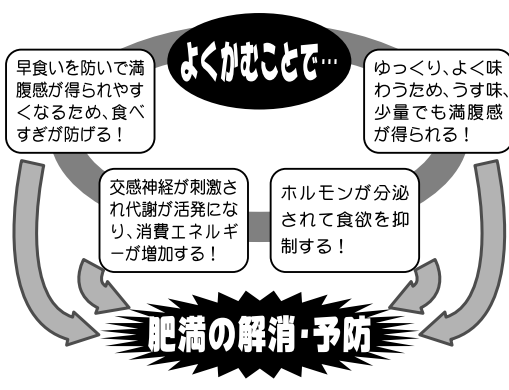 よくかむことで…
早食いを防いで満
腹感が得られやす
くなるため、食べ
すぎが防げる！
ゆっくり、よく味
わうため、うす味、
少量でも満腹感
が得られる！
交感神経が刺激さ
れ代謝が活発にな
り、消費エネルギ
ーが増加する！
ホルモンが分泌
されて食欲を抑
制する！
肥満の解消・予防